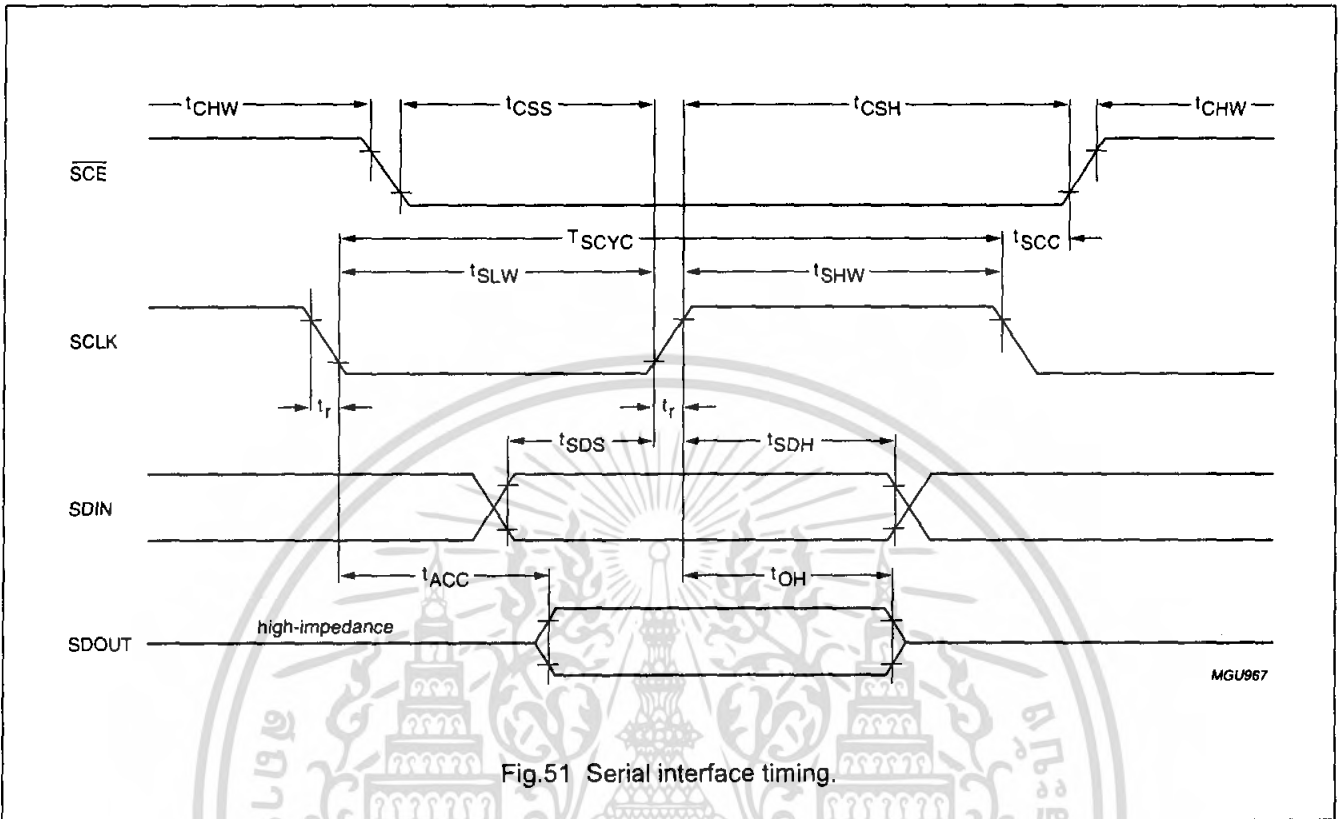 tCHW tCSS tCSH tCHW
SCE
TSCYC tSCC
tSLW tSHW
SCLK
tr tr
tSDS tSDH
SDIN
tACC tOH
high-impedance
SDOUT
MGU967
Fig.51 Serial interface timing.